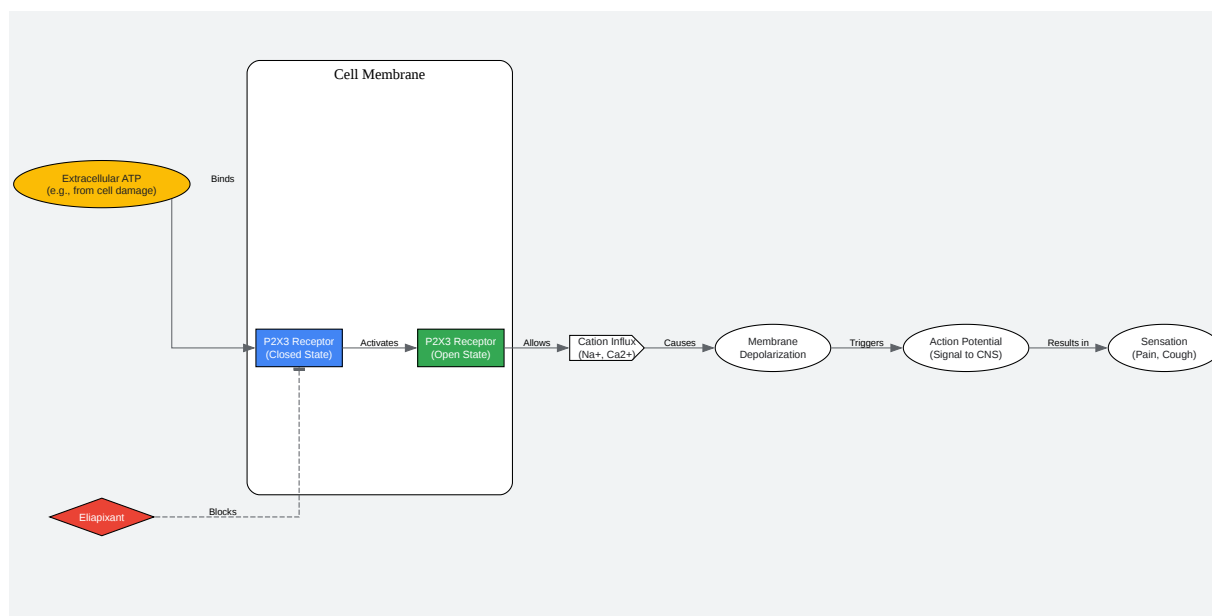 Cell Membrane
Extracellular ATP
(e.g., from cell damage)
Binds
P2X3 Receptor
(Closed State)
Activates
P2X3 Receptor
(Open State)
Allows
Cation Influx
(Na+, Ca2+)
Causes
Membrane
Depolarization
Triggers
Action Potential
(Signal to CNS)
Results in
Sensation
(Pain, Cough)
Eliapixant
Blocks